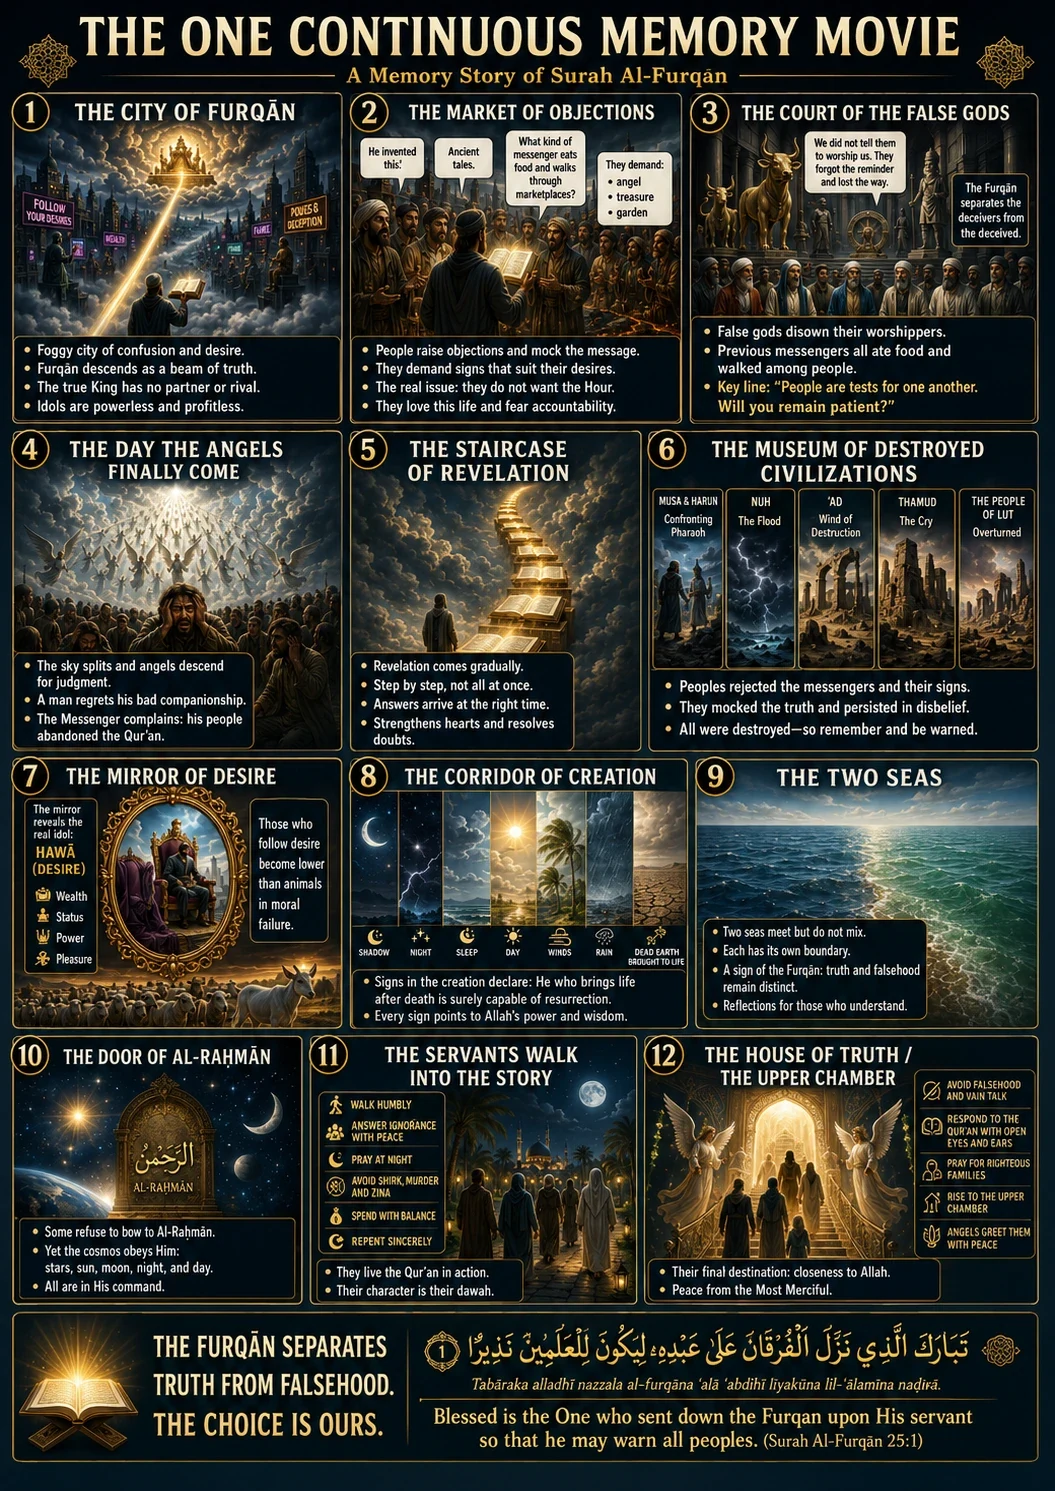 THE ONE CONTINUOUS MEMORY MOVIE
A Memory Story of Surah Al-Furqān
1
THE CITY OF FURQĀN
FOLLOW
YOUR DESIRES
WEALTH
FAME
• Foggy city of confusion and desire.
• Furqān descends as a beam of truth.
• The true King has no partner or rival.
• Idols are powerless and profitless.
2
THE MARKET OF OBJECTIONS
He invented
this.'
Ancient
tales.
What kind of
messenger eats
food and walks
through
marketplaces?
They demand:
• angel
• treasure
• garden
• People raise objections and mock the message.
• They demand signs that suit their desires.
• The real issue: they do not want the Hour.
• They love this life and fear accountability.
3
THE COURT OF THE FALSE GODS
We did not tell them
to worship us. They
forgot the reminder
and lost the way.
The Furqān
separates the
deceivers from
the deceived.
• False gods disown their worshippers.
• Previous messengers all ate food and
walked among people.
• Key line: “People are tests for one another.
Will you remain patient?”
4
THE DAY THE ANGELS
FINALLY COME
• The sky splits and angels descend
for judgment.
• A man regrets his bad companionship.
• The Messenger complains: his people
abandoned the Qur'an.
5
THE STAIRCASE
OF REVELATION
• Revelation comes gradually.
• Step by step, not all at once.
• Answers arrive at the right time.
• Strengthens hearts and resolves
doubts.
6
THE MUSEUM OF DESTROYED
CIVILIZATIONS
MUSA & HARUN
Confronting
Pharaoh
NUH
The Flood
‘AD
Wind of
Destruction
THAMUD
The Cry
THE PEOPLE
OF LUT
Overturned
• Peoples rejected the messengers and their signs.
• They mocked the truth and persisted in disbelief.
• All were destroyed—so remember and be warned.
7
THE MIRROR OF DESIRE
The mirror
reveals the
real idol:
HAWĀ
(DESIRE)
Wealth
Status
Power
Pleasure
Those who
follow desire
become lower
than animals
in moral
failure.
8
THE CORRIDOR OF CREATION
SHADOW
NIGHT
SLEEP
DAY
WINDS
RAIN
DEAD EARTH
BROUGHT TO LIFE
• Signs in the creation declare: He who brings life
after death is surely capable of resurrection.
• Every sign points to Allah's power and wisdom.
9
THE TWO SEAS
• Two seas meet but do not mix.
• Each has its own boundary.
• A sign of the Furqān: truth and falsehood
remain distinct.
• Reflections for those who understand.
10
THE DOOR OF AL-RAḤMĀN
الرَّحْمٰنُ
AL-RAḤMĀN
• Some refuse to bow to Al-Raḥmān.
• Yet the cosmos obeys Him:
stars, sun, moon, night, and day.
• All are in His command.
11
THE SERVANTS WALK
INTO THE STORY
WALK HUMBLY
ANSWER IGNORANCE
WITH PEACE
PRAY AT NIGHT
AVOID SHIRK, MURDER
AND ZINA
SPEND WITH BALANCE
REPENT SINCERELY
• They live the Qur'an in action.
• Their character is their dawah.
12
THE HOUSE OF TRUTH /
THE UPPER CHAMBER
AVOID FALSEHOOD
AND VAIN TALK
RESPOND TO THE
QUR'AN WITH OPEN
EYES AND EARS
PRAY FOR RIGHTEOUS
FAMILIES
RISE TO THE UPPER
CHAMBER
ANGELS GREET THEM
WITH PEACE
• Their final destination: closeness to Allah.
• Peace from the Most Merciful.
THE FURQĀN SEPARATES
TRUTH FROM FALSEHOOD.
THE CHOICE IS OURS.
تَبَارَكَ الَّذِي نَزَّلَ الْفُرْقَانَ عَلَىٰ عَبْدِهِ لِيَكُونَ لِلْعَلَمِينَ نَذِيرًا 1
Tabāraka alladhī nazzala al-furqāna ‘alā ‘abdihī liyakūna lil-‘ālamīna
Blessed is the One who sent down the Furqan upon His servant
so that he may warn all peoples. (Surah Al-Furqān 25:1)